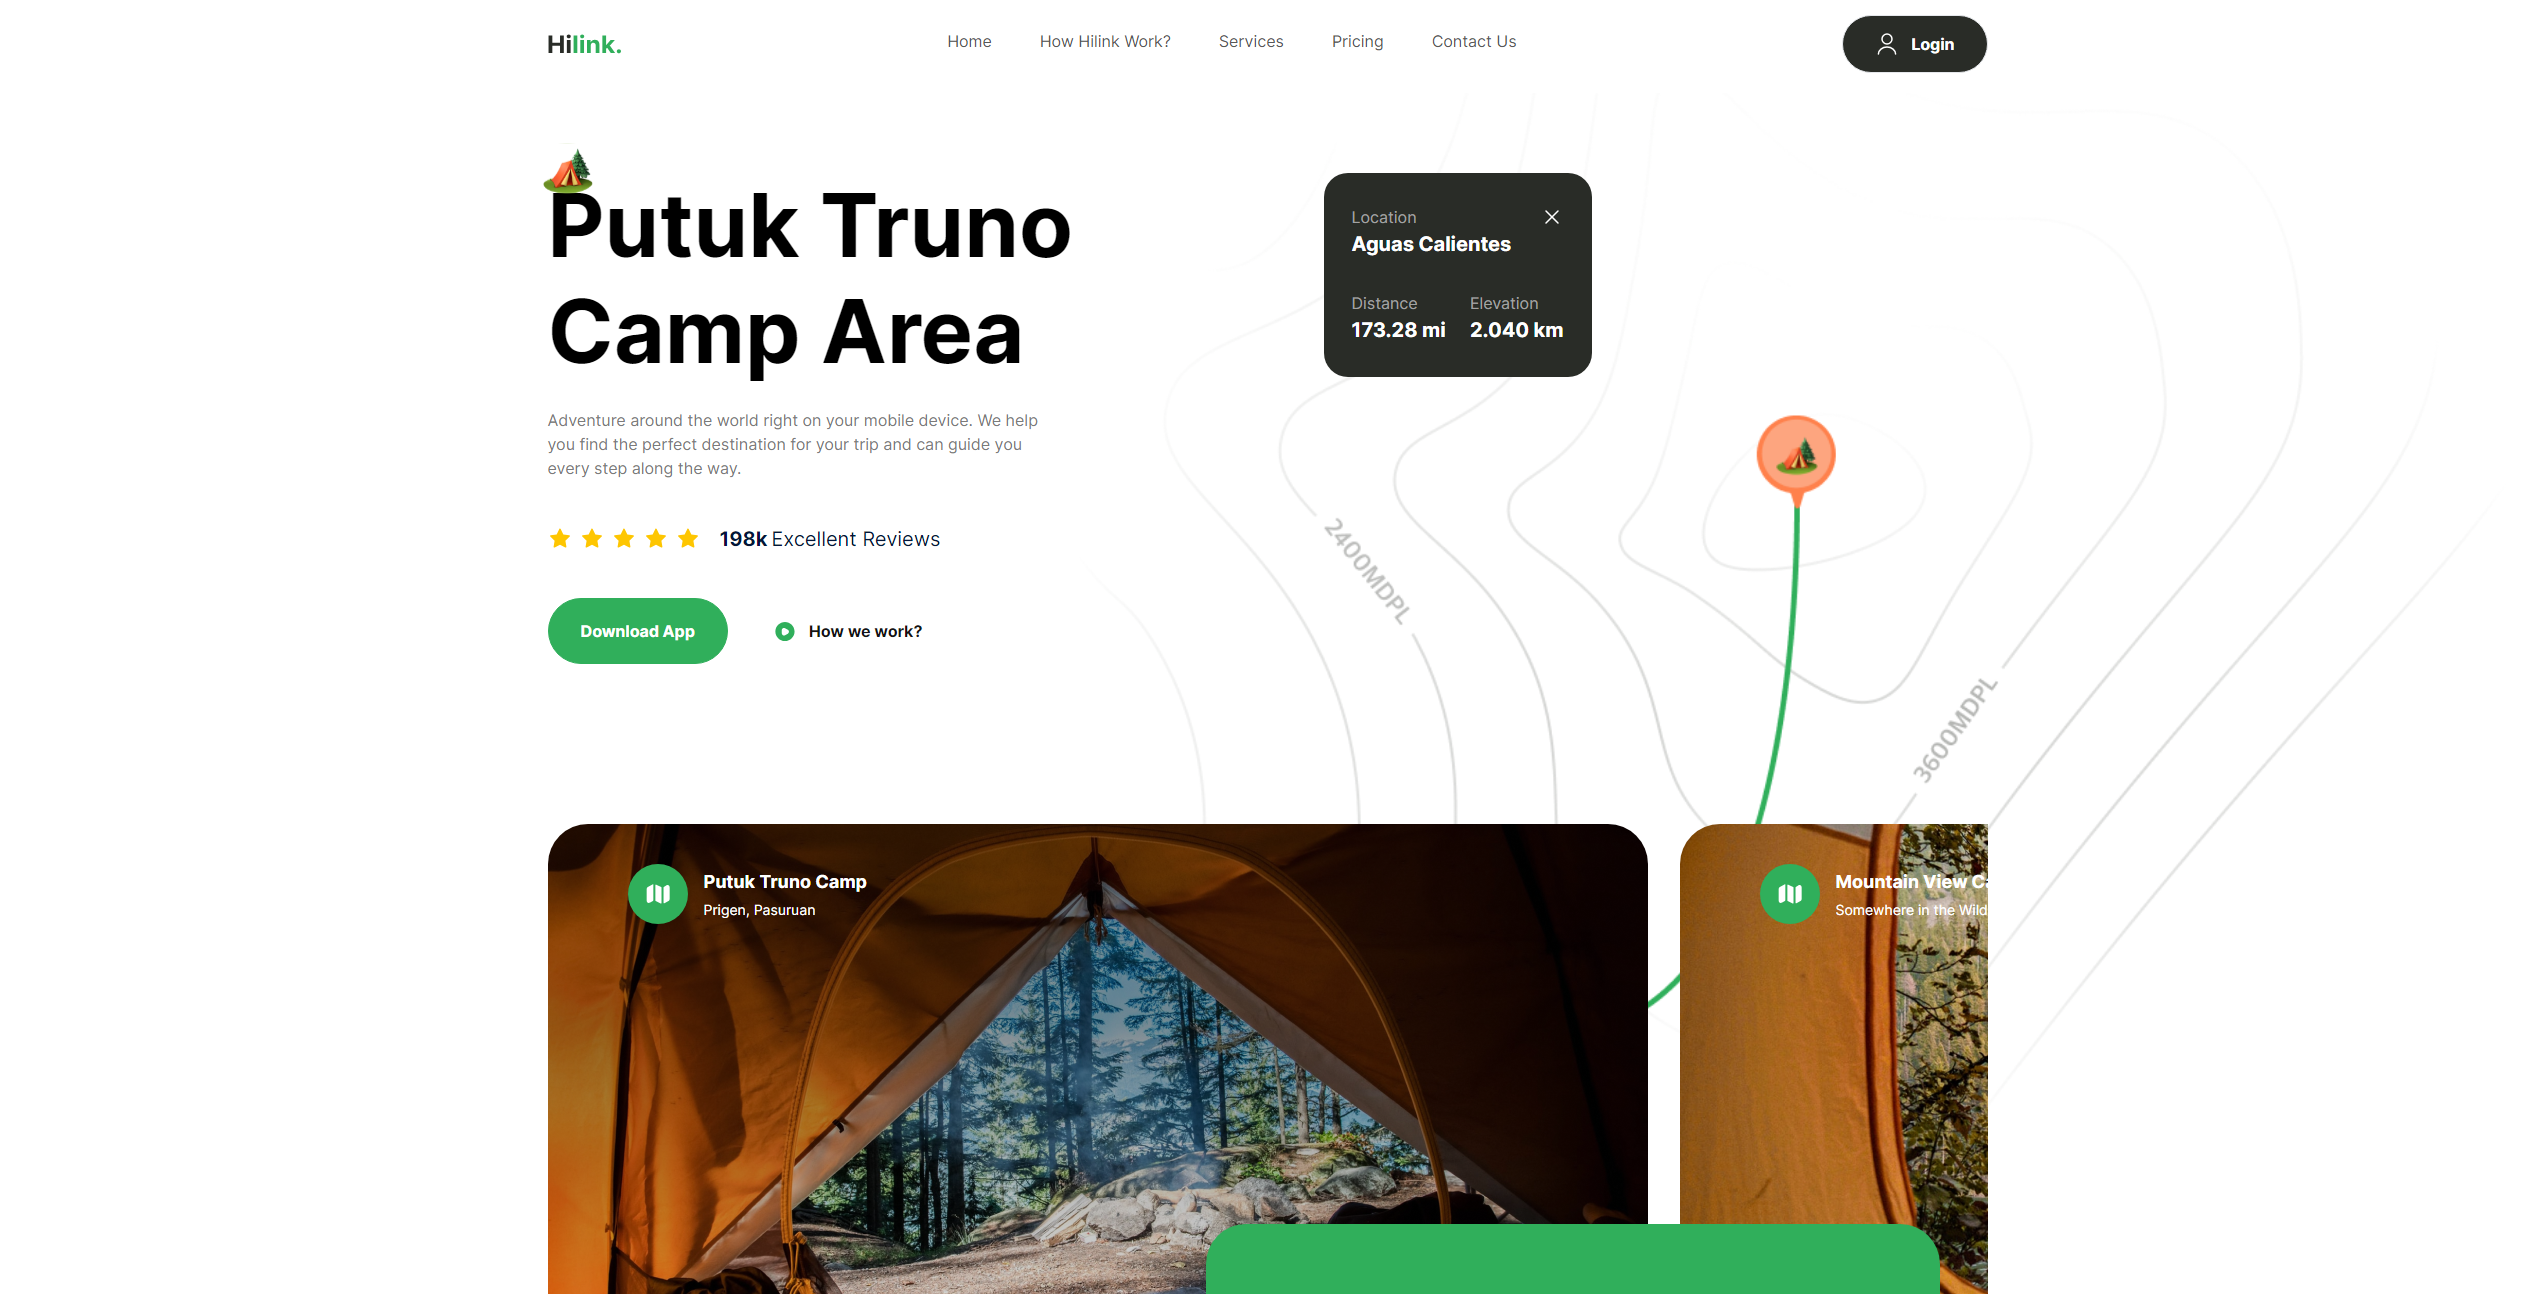 Hilink.
Home
How Hilink Work?
Services
Pricing
Contact Us
Login
Putuk Truno
Camp Area
Adventure around the world right on your mobile device. We help
you find the perfect destination for your trip and can guide you
every step along the way.
198k Excellent Reviews
Download App
How we work?
Location
Aguas Calientes
Distance
Elevation
173.28 mi
2.040 km
2400MDPL
3600MDPL
Putuk Truno Camp
Prigen, Pasuruan
Mountain View
Somewhere in the Wild